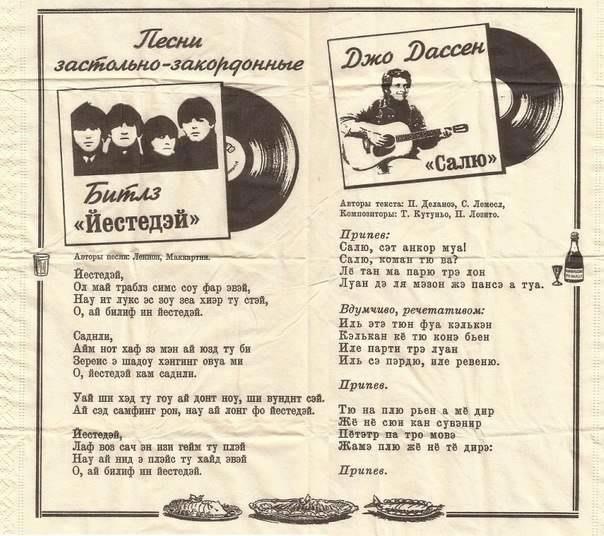 Песни
застольно-закордонные
Битлз
«Йестедэй»
Авторы песни: Леннон, Маккартни.
Йестедэй,
Ол май траблз симс соу фар эвэй,
Нау ит лукс эс зоу зеа хиэр ту стэй,
О, ай билиф ин йестедэй.
Саднли,
Айм нот хаф зэ мэн ай юзд ту би
Зереис э шадоу хэнгинг овуа ми
О, йестедэй кам саднли.
Уай ши хэд ту гоу ай донт ноу, ши вунднт сэй.
Ай сэд самфинг рон, нау ай лонг фо йестедэй.
Йестедэй,
Лаф воз сач эн изи гейм ту плэй
Нау ай нид э плэйс ту хайд эвэй
О, ай билиф ин йестедэй.
Джо Дассен
«Салю»
Авторы текста: П. Деланоэ, С. Лемесл,
Композиторы: Т. Кутуньо, П. Лозито.
Припев:
Салю, сэт анкор муа!
Салю, коман тю ва?
Лё тан ма парю трэ лон
Луан дэ ля мэзон жэ пансэ а туа.
Вдумчиво, речетативом:
Иль этэ тюн фуа кэлькэн
Кэлькан кё тю конэ бьен
Иле парти трэ луан
Иль сэ пэрдю, иле ревеню.
Припев.
Тю на плю рьен а мё дир
Жё нё сюи кан сувэнир
Пётэтр па тро мовэ
Жамэ плю жё нё тё дирэ:
Припев.